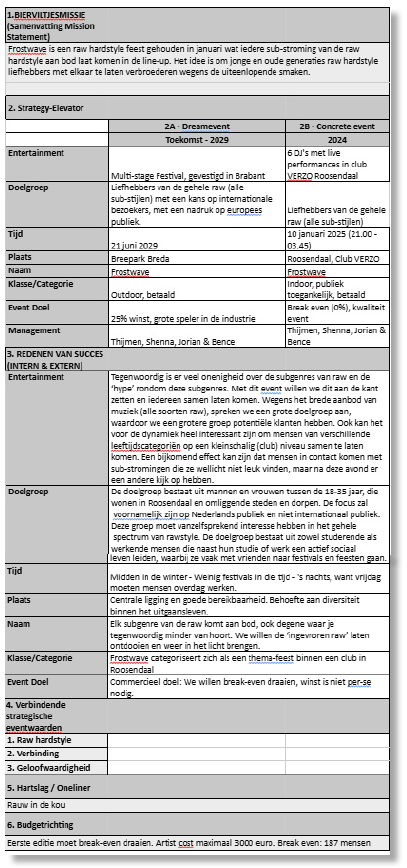 1.BIERVILTJESMISSIE
(Samenvatting Mission
Statement)
Frostwave is een raw hardstyle feest gehouden in januari wat iedere sub-stroming van de raw
hardstyle aan bod laat komen in de line-up. Het idee is om jonge en oude generaties raw hardstyle
liefhebbers met elkaar te laten verbroederen wegens de uiteenlopende smaken.
2. Strategy-Elevator
2A - Dreamevent 2B - Concrete event
Toekomst - 2029 2024
Entertainment
Multi-stage Festival, gevestigd in Brabant
6 DJ's met live
performances in club
VERZO Roosendaal
Doelgroep
Liefhebbers van de gehele raw (alle
sub-stijlen) met een kans op internationale
bezoekers, met een nadruk op europees
publiek.
Liefhebbers van de gehele
raw (alle sub-stijlen)
Tijd
21 juni 2029
10 januari 2025 (21.00 -
03.45)
Plaats Breepark Breda Roosendaal, Club VERZO
Naam Frostwave Frostwave
Klasse/Categorie
Outdoor, betaald
Indoor, publiek
toegankelijk, betaald
Event Doel
25% winst, grote speler in de industrie
Break even (0%), kwaliteit
event
Management
Thijmen, Shenna, Jorian & Bence
Thijmen, Shenna, Jorian &
Bence
3. REDENEN VAN SUCCES
(INTERN & EXTERN)
Entertainment
Tegenwoordig is er veel onenigheid over de subgenres van raw en de
'hype' rondom deze subgenres. Met dit event willen we dit aan de kant
zetten en iedereen samen laten komen. Wegens het brede aanbod van
muziek (alle soorten raw), spreken we een grote doelgroep aan,
waardoor we een grotere groep potentiële klanten hebben. Ook kan het
voor de dynamiek heel interessant zijn om mensen van verschillende
leeftijdscategoriën op een kleinschalig (club) niveau samen te laten
komen. Een bijkomend effect kan zijn dat mensen in contact komen met
sub-stromingen die ze wellicht niet leuk vinden, maar na deze avond er
een andere kijk op hebben.
Doelgroep
De doelgroep bestaat uit mannen en vrouwen tussen de 18-35 jaar, die
wonen in Roosendaal en omliggende steden en dorpen. De focus zal
voornamelijk zijn op Nederlands publiek en niet internationaal publiek.
Deze groep moet vanzelfsprekend interesse hebben in het gehele
spectrum van rawstyle. De doelgroep bestaat uit zowel studerende als
werkende mensen die naast hun studie of werk een actief sociaal
leven leiden, waarbij ze vaak met vrienden naar festivals en feesten gaan.
Tijd
Midden in de winter - Weinig festivals in die tijd - 's nachts, want vrijdag
moeten mensen overdag werken.
Plaats
Centrale ligging en goede bereikbaarheid. Behoefte aan diversiteit
binnen het uitgaansleven.
Naam
Elk subgenre van de raw komt aan bod, ook degene waar je
tegenwoordig minder van hoort. We willen de 'ingevroren raw' laten
ontdooien en weer in het licht brengen.
Klasse/Categorie
Frostwave categoriseert zich als een thema-feest binnen een club in
Roosendaal
Event Doel
Commercieel doel: We willen break-even draaien, winst is niet per-se
nodig.
4. Verbindende
strategische
eventwaarden
1. Raw hardstyle
2. Verbinding
3. Geloofwaardigheid
5. Hartslag / Oneliner
Rauw in de kou
6. Budgetrichting
Eerste editie moet break-even draaien. Artist cost maximaal 3000 euro. Break even: 187 mensen